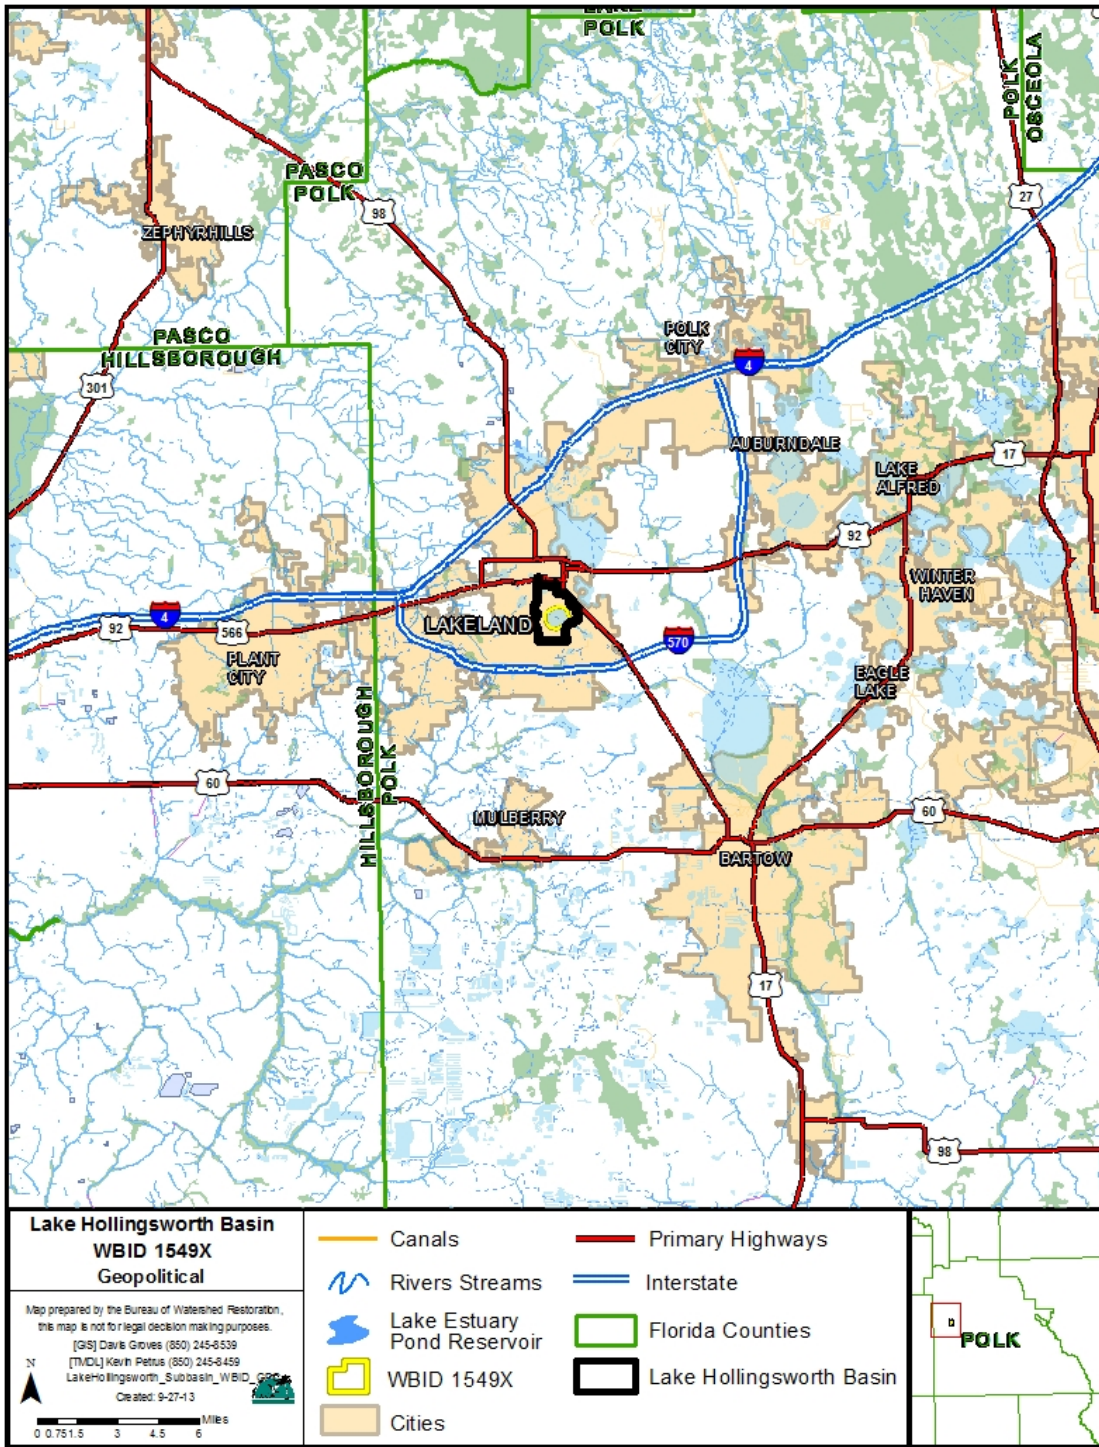 LAKE
POLK
POLK
OSCEOLA
PASCO
POLK
27
98
ZEPHYRHILLS
PASCO
HILLSBOROUGH
POLK
CITY
4
301
AUBURNDALE
17
LAKE
ALFRED
92
WINTER
HAVEN
4
92
566
LAKELAND
570
PLANT
CITY
EAGLE
LAKE
HILLSBOROUGH
POLK
60
60
MULBERRY
BARTOW
17
98
Lake Hollingsworth Basin
WBID 1549X
Geopolitical
Map prepared by the Bureau of Watershed Restoration,
this map is not for legal decision making purposes.
[GIS] Davis Groves (850) 245-8539
[TMDL] Kevin Petrus (850) 245-8459
LakeHollingsworth_Subbasin_WBID_GPC
Created: 9-27-13
N
Miles
0 0.751.5 3 4.5 6
Canals
Rivers Streams
Lake Estuary
Pond Reservoir
WBID 1549X
Cities
Primary Highways
Interstate
Florida Counties
Lake Hollingsworth Basin
POLK